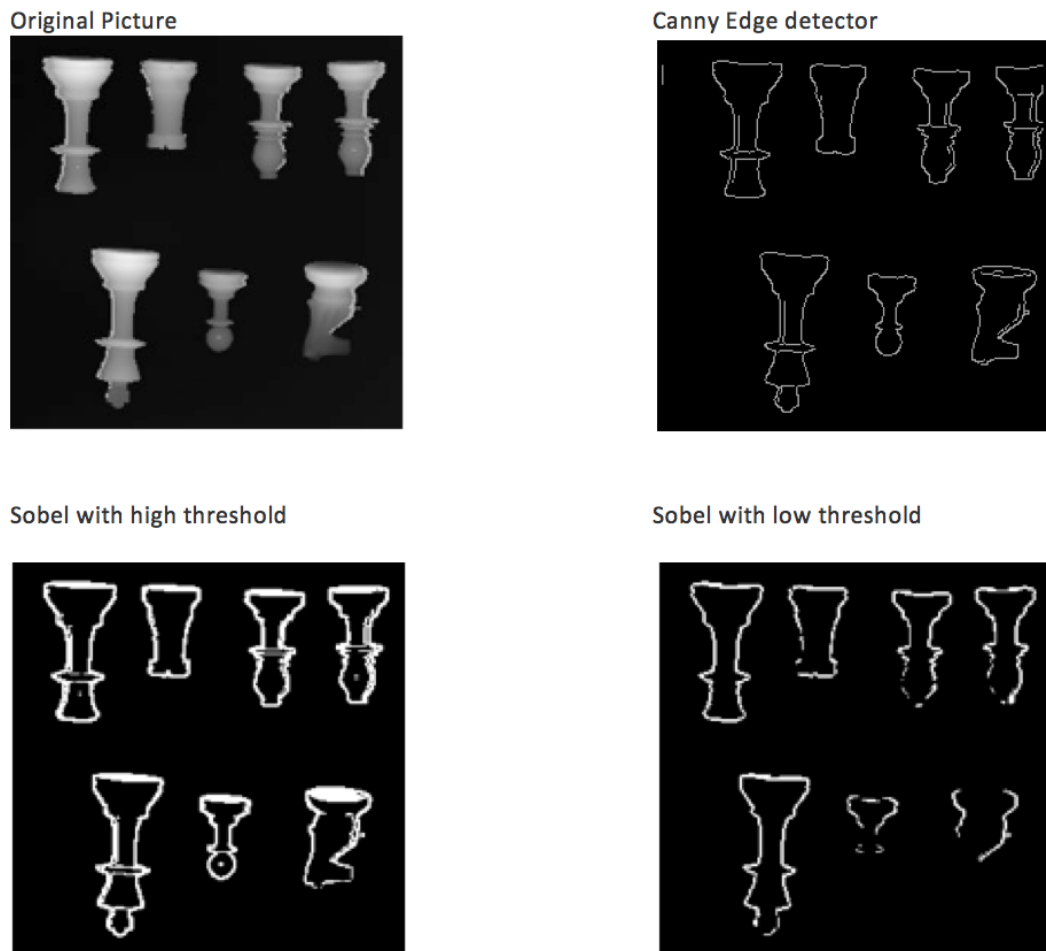 Original Picture
Canny Edge detector
Sobel with high threshold
Sobel with low threshold